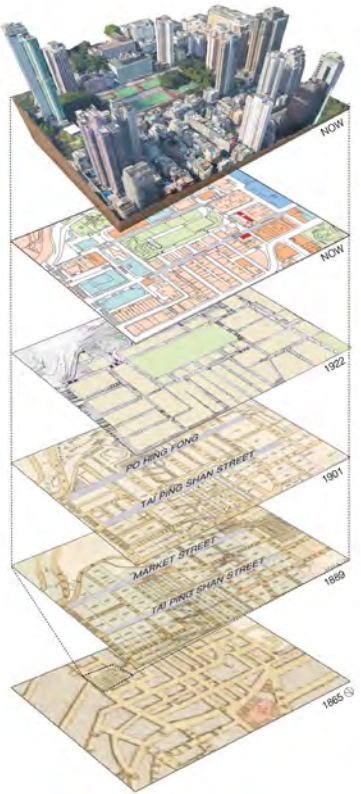 NOW
NOW
1922
PO HING FONG
TAI PING SHAN STREET
1901
MARKET STREET
TAI PING SHAN STREET
1889
1865